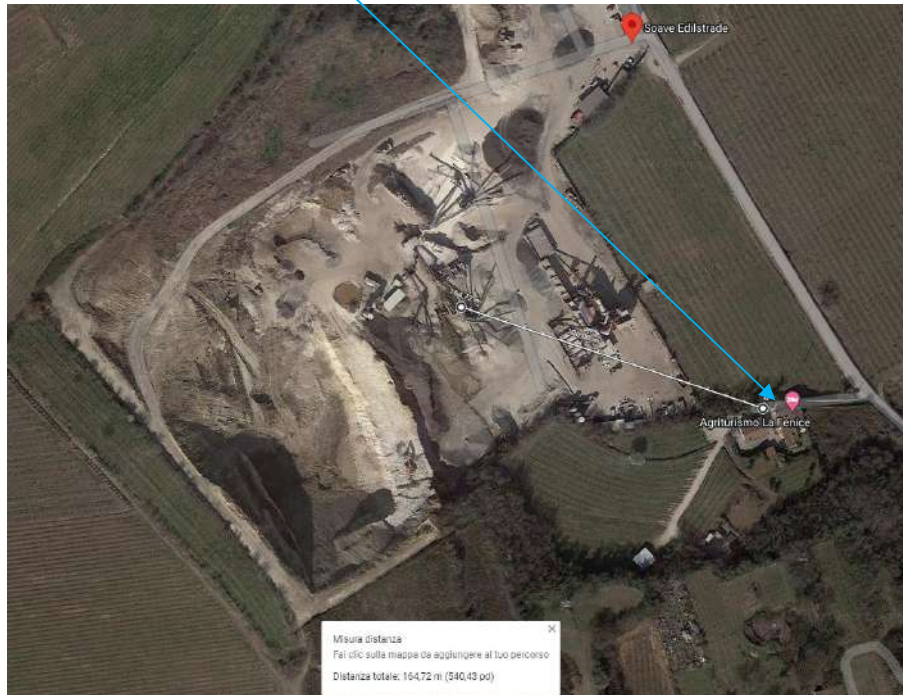 Soave Edilstrade
Agriturismo La Fenice
Misura distanza
Fai clic sulla mappa da aggiungere al tuo percorso
Distanza totale: 164,72 m (540,43 pd)